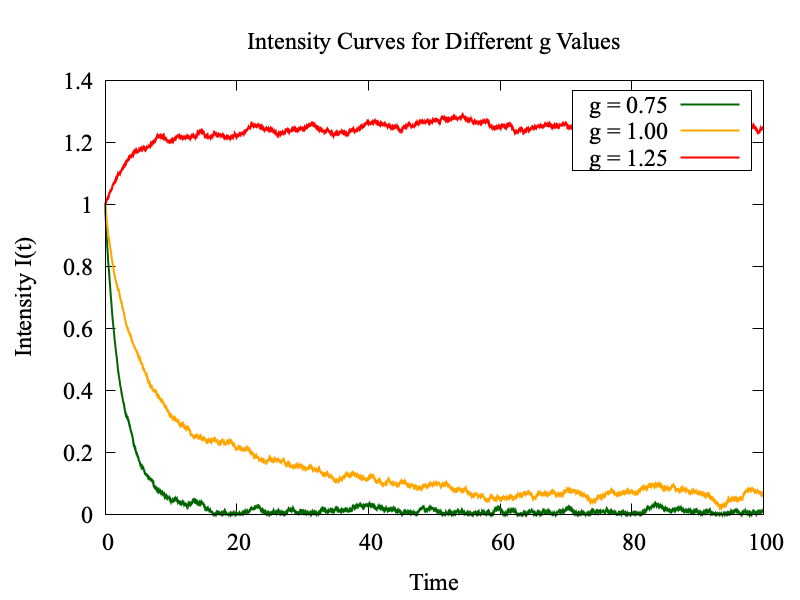 Intensity Curves for Different g Values
1.4
1.2
1
0.8
0.6
0.4
0.2
0
Intensity I(t)
g = 0.75
g = 1.00
g = 1.25
0 20 40 60 80 100
Time